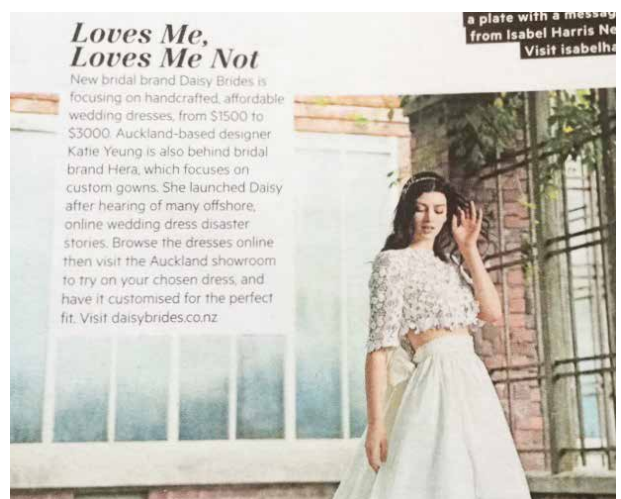 Loves Me,
Loves Me Not
New bridal brand Daisy Brides is
focusing on handcrafted, affordable
wedding dresses, from $1500 to
$3000. Auckland-based designer
Katie Yeung is also behind bridal
brand Hera, which focuses on
custom gowns. She launched Daisy
after hearing of many offshore,
online wedding dress disaster
stories. Browse the dresses online
then visit the Auckland showroom
to try on your chosen dress, and
have it customised for the perfect
fit. Visit daisybrides.co.nz
a plate with a messag
from Isabel Harris Ne
Visit isabelha